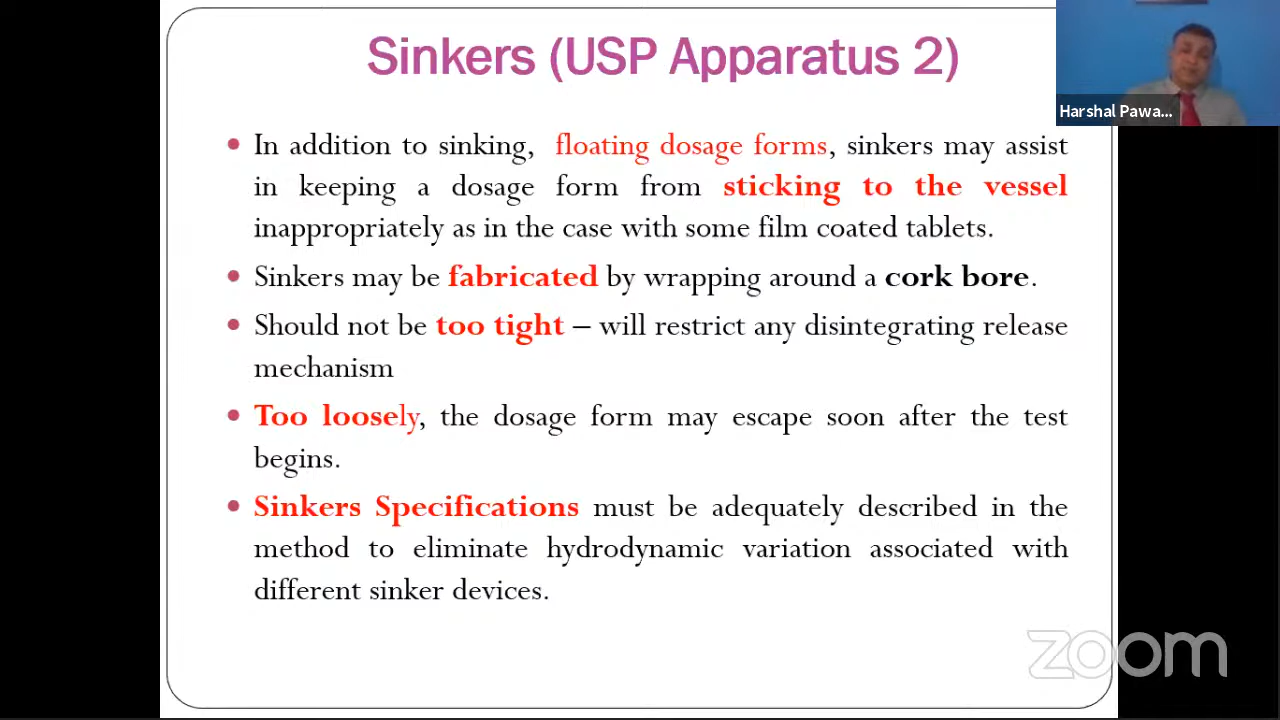 Sinkers (USP Apparatus 2)
Harshal Pawa...
• In addition to sinking, floating dosage forms, sinkers may assist
in keeping a dosage form from sticking to the vessel
inappropriately as in the case with some film coated tablets.
• Sinkers may be fabricated by wrapping around a cork bore.
• Should not be too tight – will restrict any disintegrating release
mechanism
• Too loosely, the dosage form may escape soon after the test
begins.
• Sinkers Specifications must be adequately described in the
method to eliminate hydrodynamic variation associated with
different sinker devices.
zoom